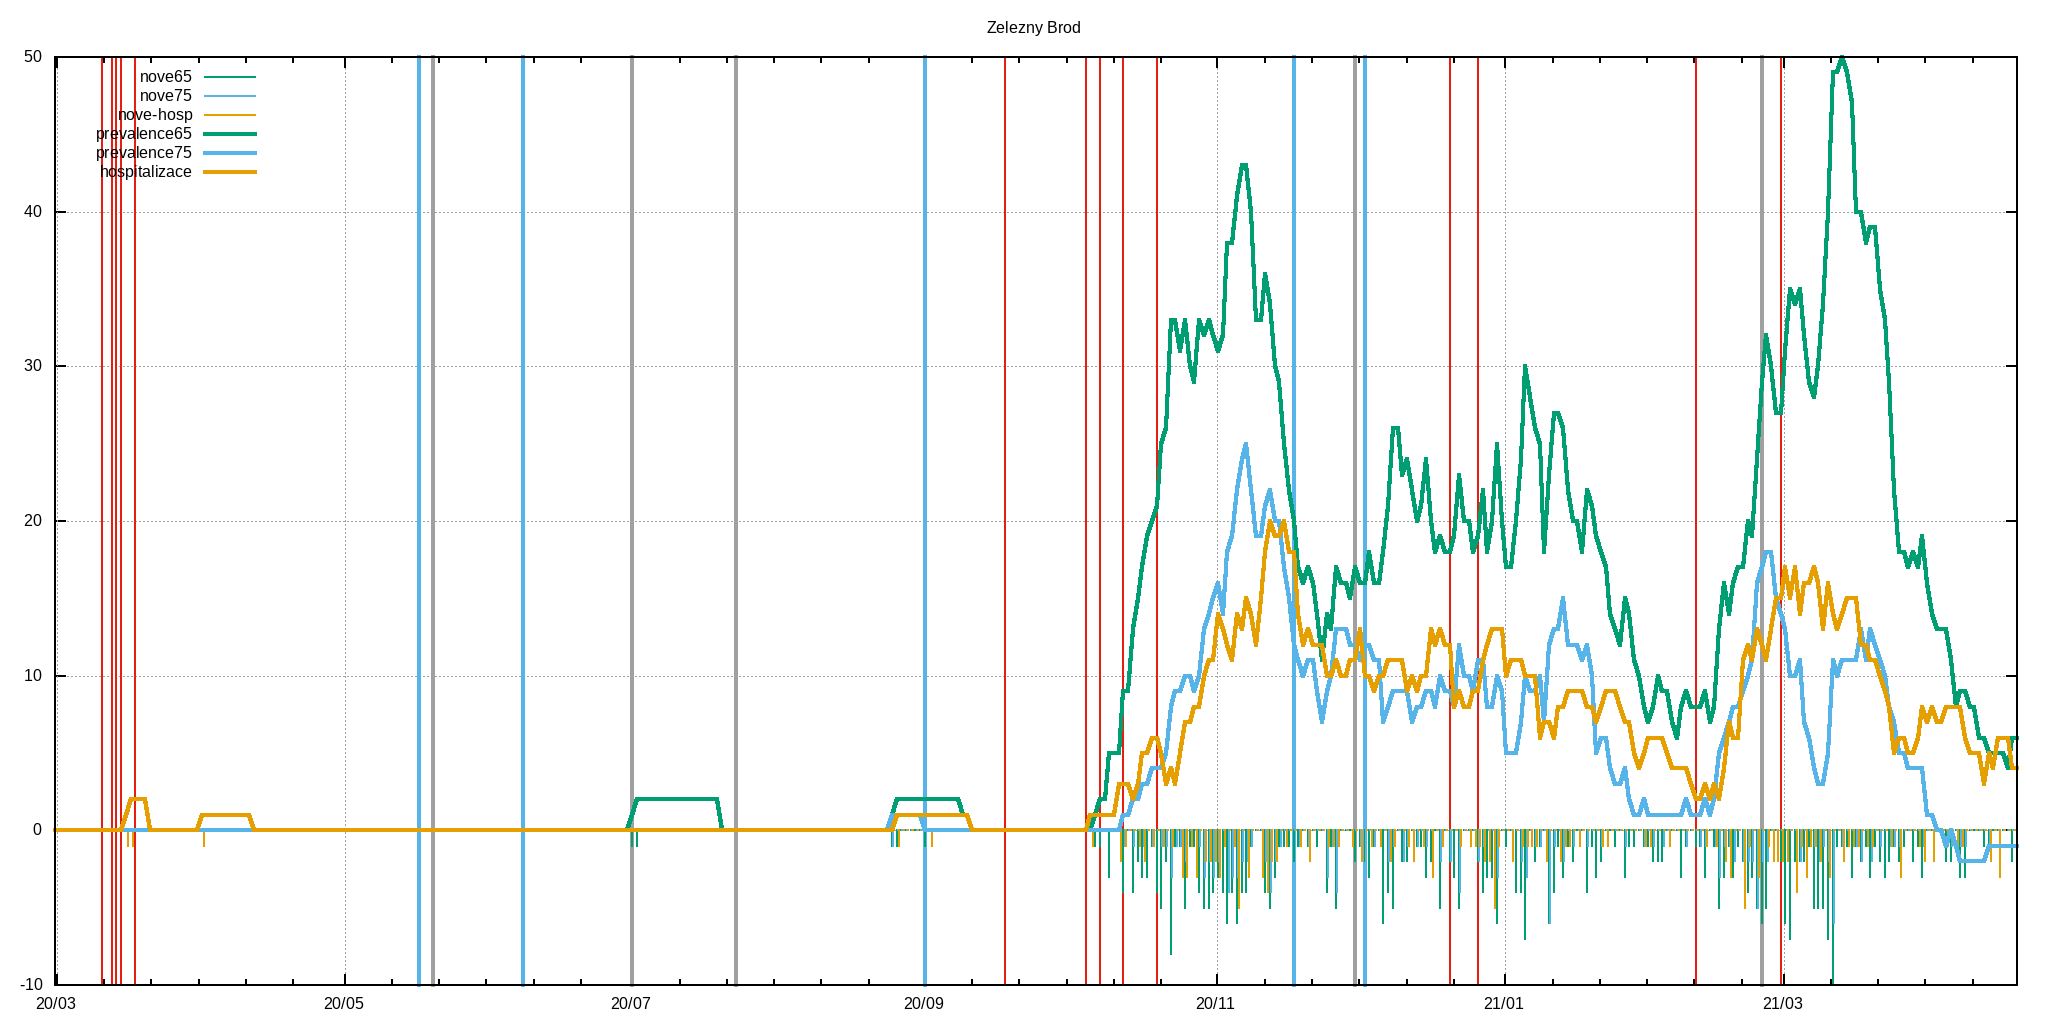 Zelezny Brod
50
nove65
nove75
nove-hosp
prevalence65
prevalence75
hospitalizace
40
30
20
10
0
-10
20/03 20/05 20/07 20/09 20/11 21/01 21/03